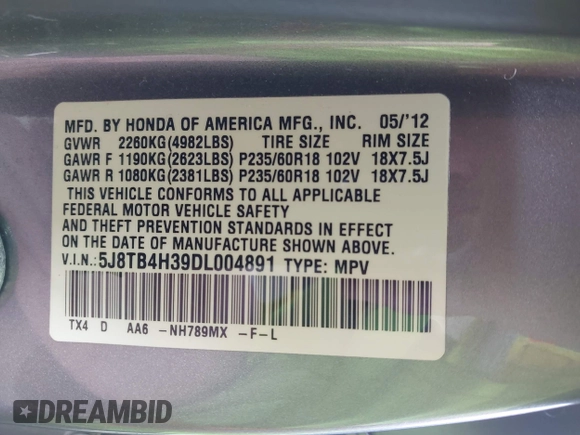 MFD. BY HONDA OF AMERICA MFG., INC. 05/'12
GVWR 2260KG(4982LBS) TIRE SIZE RIM SIZE
GAWR F 1190KG(2623LBS) P235/60R18 102V 18X7.5J
GAWR R 1080KG(2381LBS) P235/60R18 102V 18X7.5J
THIS VEHICLE CONFORMS TO ALL APPLICABLE
FEDERAL MOTOR VEHICLE SAFETY
AND THEFT PREVENTION STANDARDS IN EFFECT
ON THE DATE OF MANUFACTURE SHOWN ABOVE.
V.I.N.:5J8TB4H39DL004891 TYPE: MPV
TX4 D AA6 -NH789MX -F-L
DREAMBID